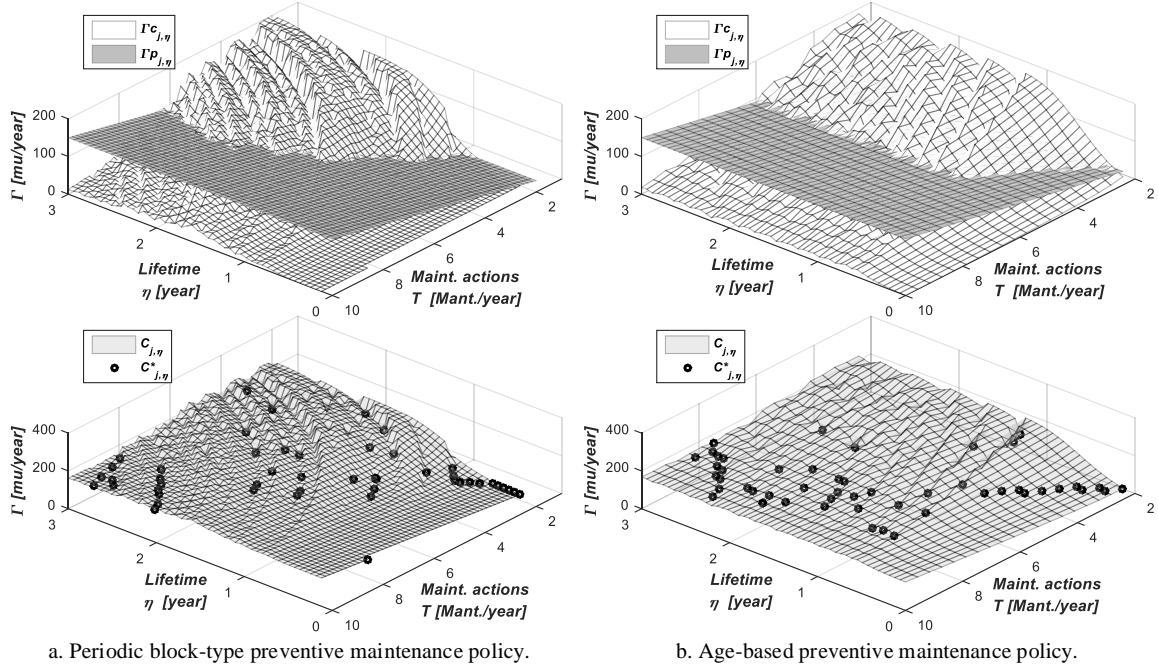 Γc j,η
Γp j,η
Γ [mu/year]
200
100
0
3
2
1
0
Lifetime
η [year]
10
8
6
4
2
Maint. actions
T [Mant./year]
Γc j,η
Γp j,η
Γ [mu/year]
200
100
0
3
2
1
0
Lifetime
η [year]
10
8
6
4
2
Maint. actions
T [Mant./year]
C j,η
C* j,η
Γ [mu/year]
400
200
0
3
2
1
0
Lifetime
η [year]
10
8
6
4
2
Maint. actions
T [Mant./year]
C j,η
C* j,η
Γ [mu/year]
400
200
0
3
2
1
0
Lifetime
η [year]
10
8
6
4
2
Maint. actions
T [Mant./year]
a. Periodic block-type preventive maintenance policy.
b. Age-based preventive maintenance policy.